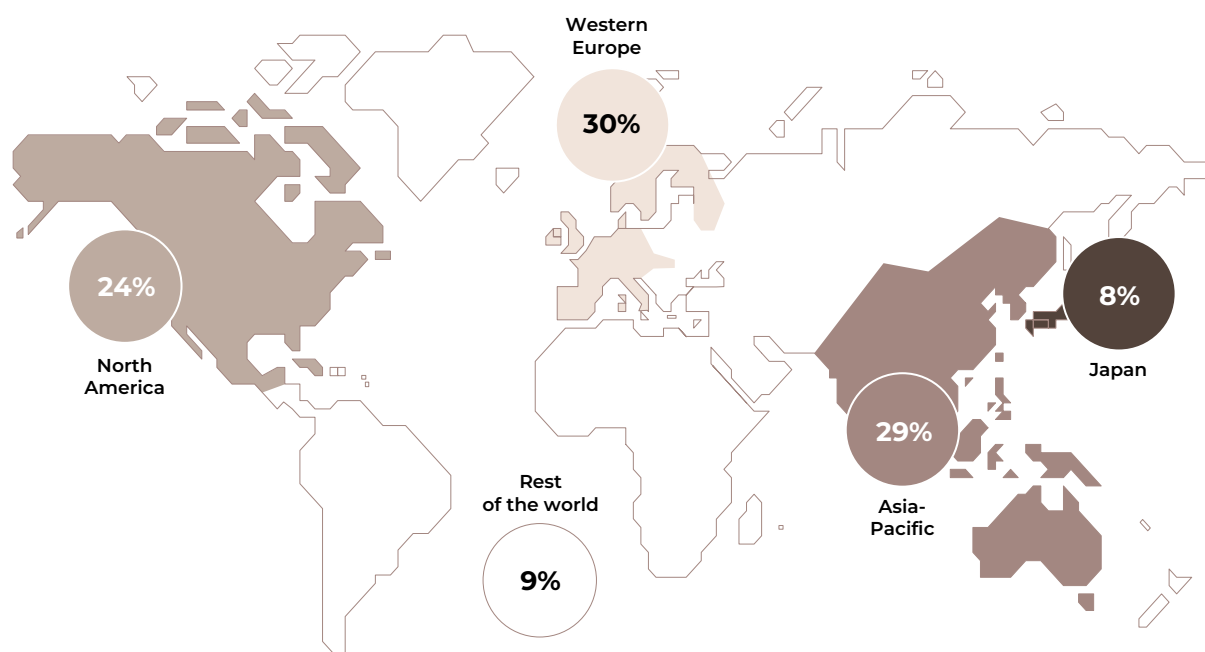 Western
Europe
30%
24%
North
America
8%
Japan
29%
Asia-
Pacific
Rest
of the world
9%